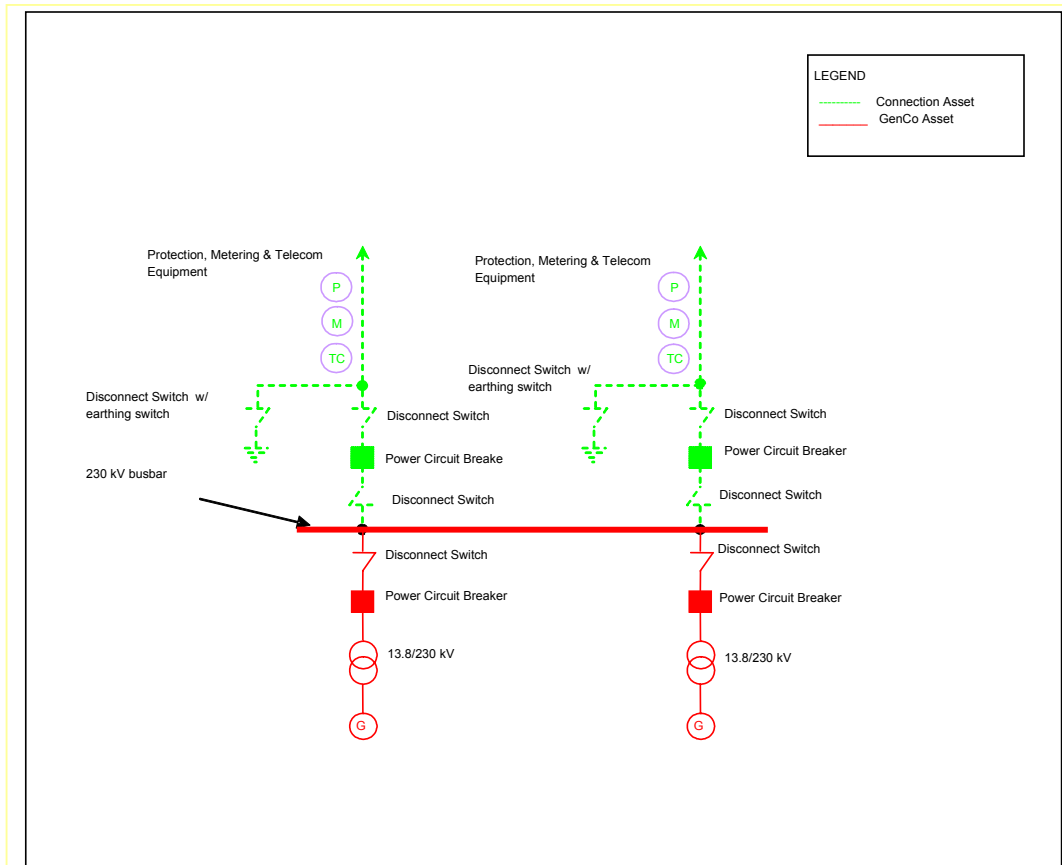 LEGEND
Connection Asset
GenCo Asset
Protection, Metering & Telecom
Equipment
P
M
TC
Protection, Metering & Telecom
Equipment
P
M
TC
Disconnect Switch w/
earthing switch
Disconnect Switch
Disconnect Switch w/
earthing switch
Disconnect Switch
Power Circuit Breake
Power Circuit Breaker
230 kV busbar
Disconnect Switch
Disconnect Switch
Disconnect Switch
Disconnect Switch
Power Circuit Breaker
Power Circuit Breaker
13.8/230 kV
13.8/230 kV
G
G